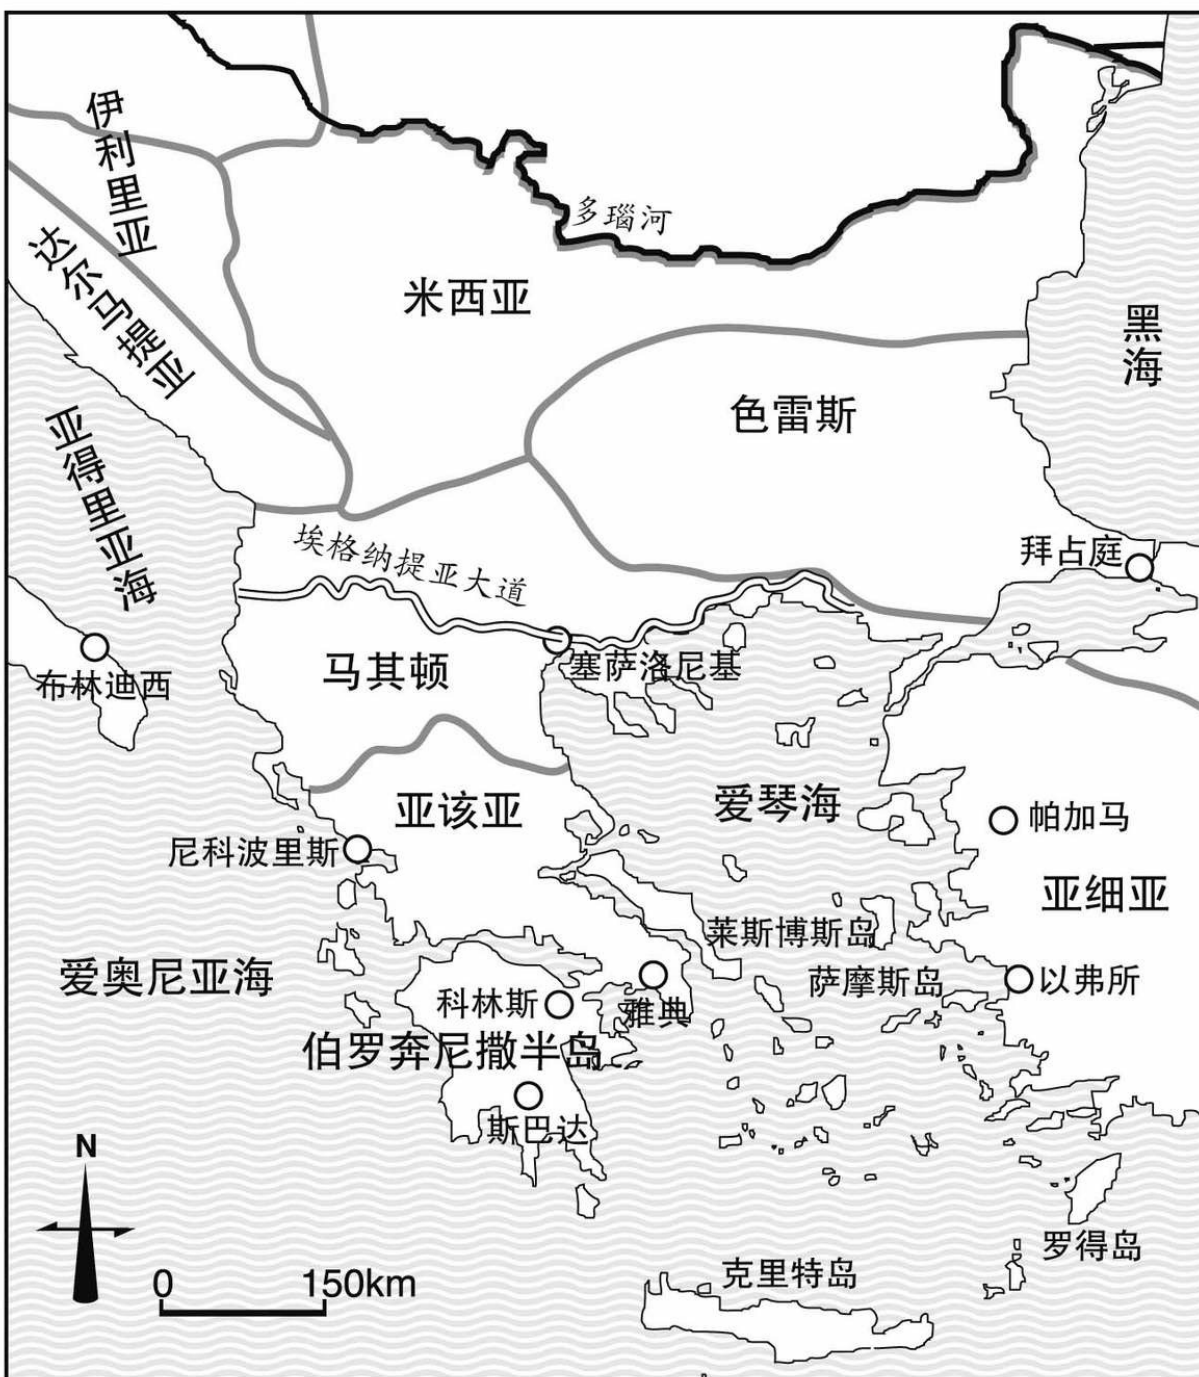 伊利里亚
达尔马提亚
多瑙河
米西亚
黑海
色雷斯
亚得里亚海
埃格纳提亚大道
拜占庭
布林迪西
马其顿
塞萨洛尼基
爱琴海
亚该亚
帕加马
尼科波里斯
亚细亚
莱斯博斯岛
爱奥尼亚海
萨摩斯岛
以弗所
科林斯
雅典
伯罗奔尼撒半岛
斯巴达
N
罗得岛
克里特岛
0
150km